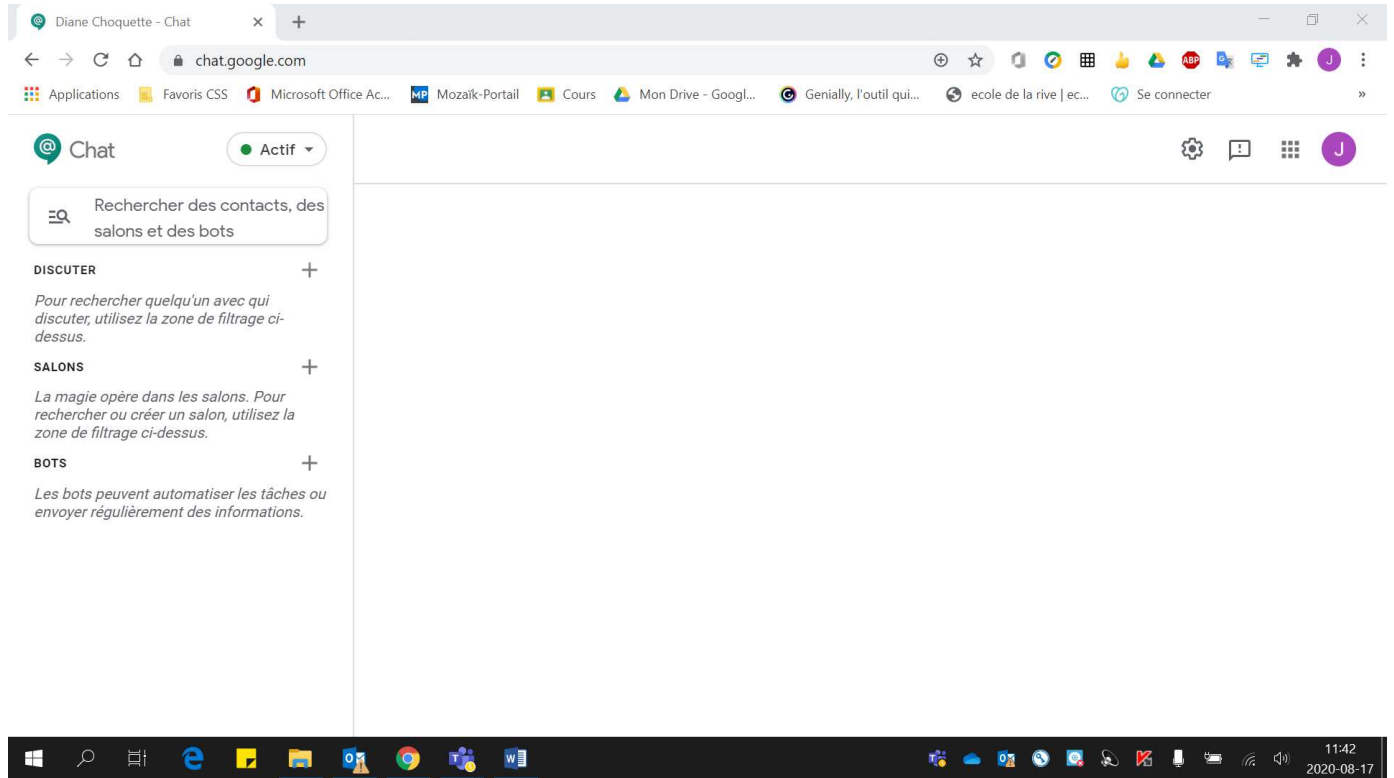 Diane Choquette - Chat
chat.google.com
ABP
J
Applications
Favoris CSS
Microsoft Office Ac...
MP Mozaïk-Portail
Cours
Mon Drive - Googl...
Genially, l'outil qui...
ecole de la rive | ec...
Se connecter
»
Chat
Actif
J
Rechercher des contacts, des
salons et des bots
DISCUTER
Pour rechercher quelqu'un avec qui
discuter, utilisez la zone de filtrage ci-
dessus.
SALONS
La magie opère dans les salons. Pour
rechercher ou créer un salon, utilisez la
zone de filtrage ci-dessus.
BOTS
Les bots peuvent automatiser les tâches ou
envoyer régulièrement des informations.
11:42
2020-08-17